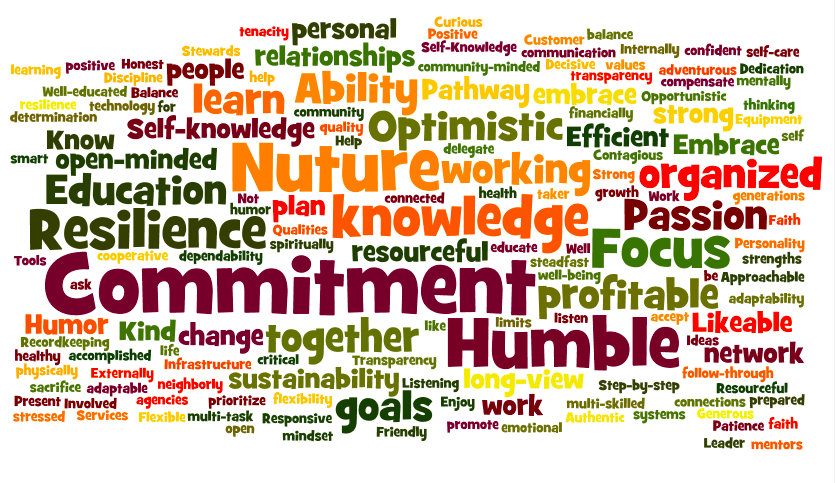 tenacity personal Curious
Positive Customer balance
Stewards relationships Self-Knowledge communication Internally confident self-care
learning positive Honest people help community-minded Decisive values
Discipline transparency adventurous Dedication
Well-educated Balance learn Ability Pathway embrace compensate mentally
Opportunistic
resilience technology for community financially strong thinking
determination Self-knowledge quality Optimistic Equipment
Know Help delegate Efficient Embrace self
smart open-minded Nuture working Contagious
Education Strong organized
Not connected health taker growth Work generations
humor plan knowledge Passion Faith
Resilience Qualities
spiritually resourceful educate Well Focus Personality
Tools cooperative dependability steadfast strengths
ask Commitment well-being be Approachable
profitable adaptability
Humor Kind change together like limits listen accept Likeable
Recordkeeping Humble Ideas
healthy accomplished life critical Transparency network
physically Externally Infrastructure follow-through
sacrifice adaptable neighborly sustainability Listening long-view Step-by-step Resourceful
Present Involved agencies prioritize flexibility goals Enjoy work multi-skilled connections prepared
stressed Services Flexible multi-task Responsive Authentic systems Generous
open promote emotional Patience faith
mindset Friendly
Leader mentors